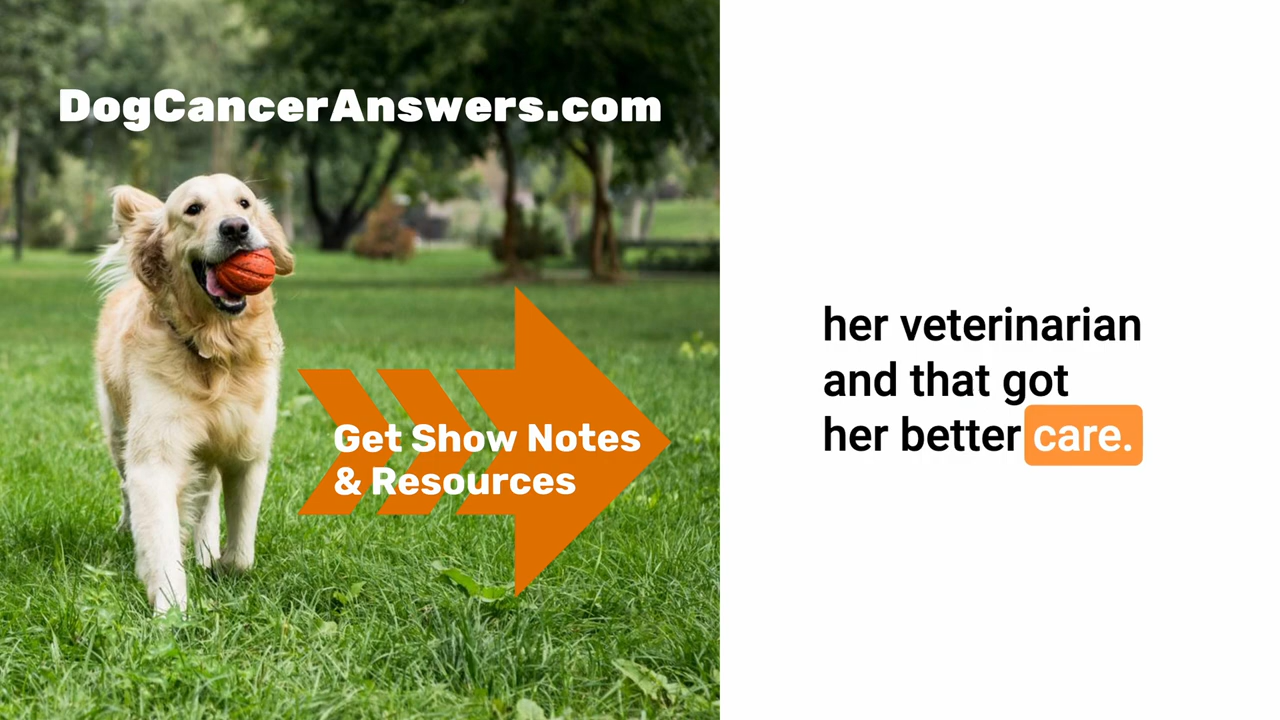 DogCancerAnswers.com
Get Show Notes
& Resources
her veterinarian
and that got
her better care.